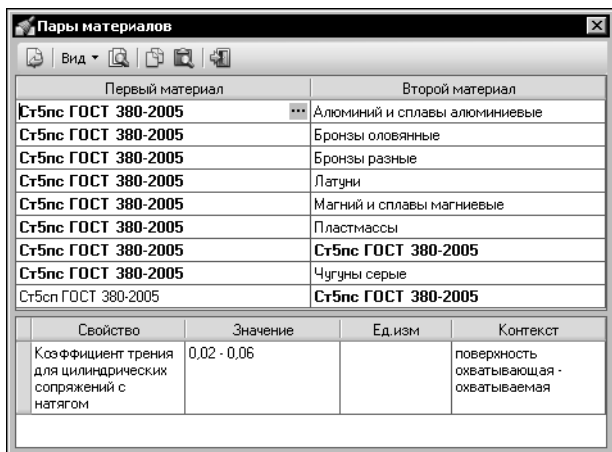 Пары материалов
Вид
Первый материал Второй материал
Ст5пс ГОСТ 380-2005 ... Алюминий и сплавы алюминиевые
Ст5пс ГОСТ 380-2005 Бронзы оловянные
Ст5пс ГОСТ 380-2005 Бронзы разные
Ст5пс ГОСТ 380-2005 Латуни
Ст5пс ГОСТ 380-2005 Магний и сплавы магниевые
Ст5пс ГОСТ 380-2005 Пластмассы
Ст5пс ГОСТ 380-2005 Ст5пс ГОСТ 380-2005
Ст5пс ГОСТ 380-2005 Чугуны серые
Ст5сп ГОСТ 380-2005 Ст5пс ГОСТ 380-2005
Свойство Значение Ед.изм Контекст
Коэффициент трения 0,02 - 0,06 поверхность
для цилиндрических охватывающая -
сопряжений с охватываемая
натягом